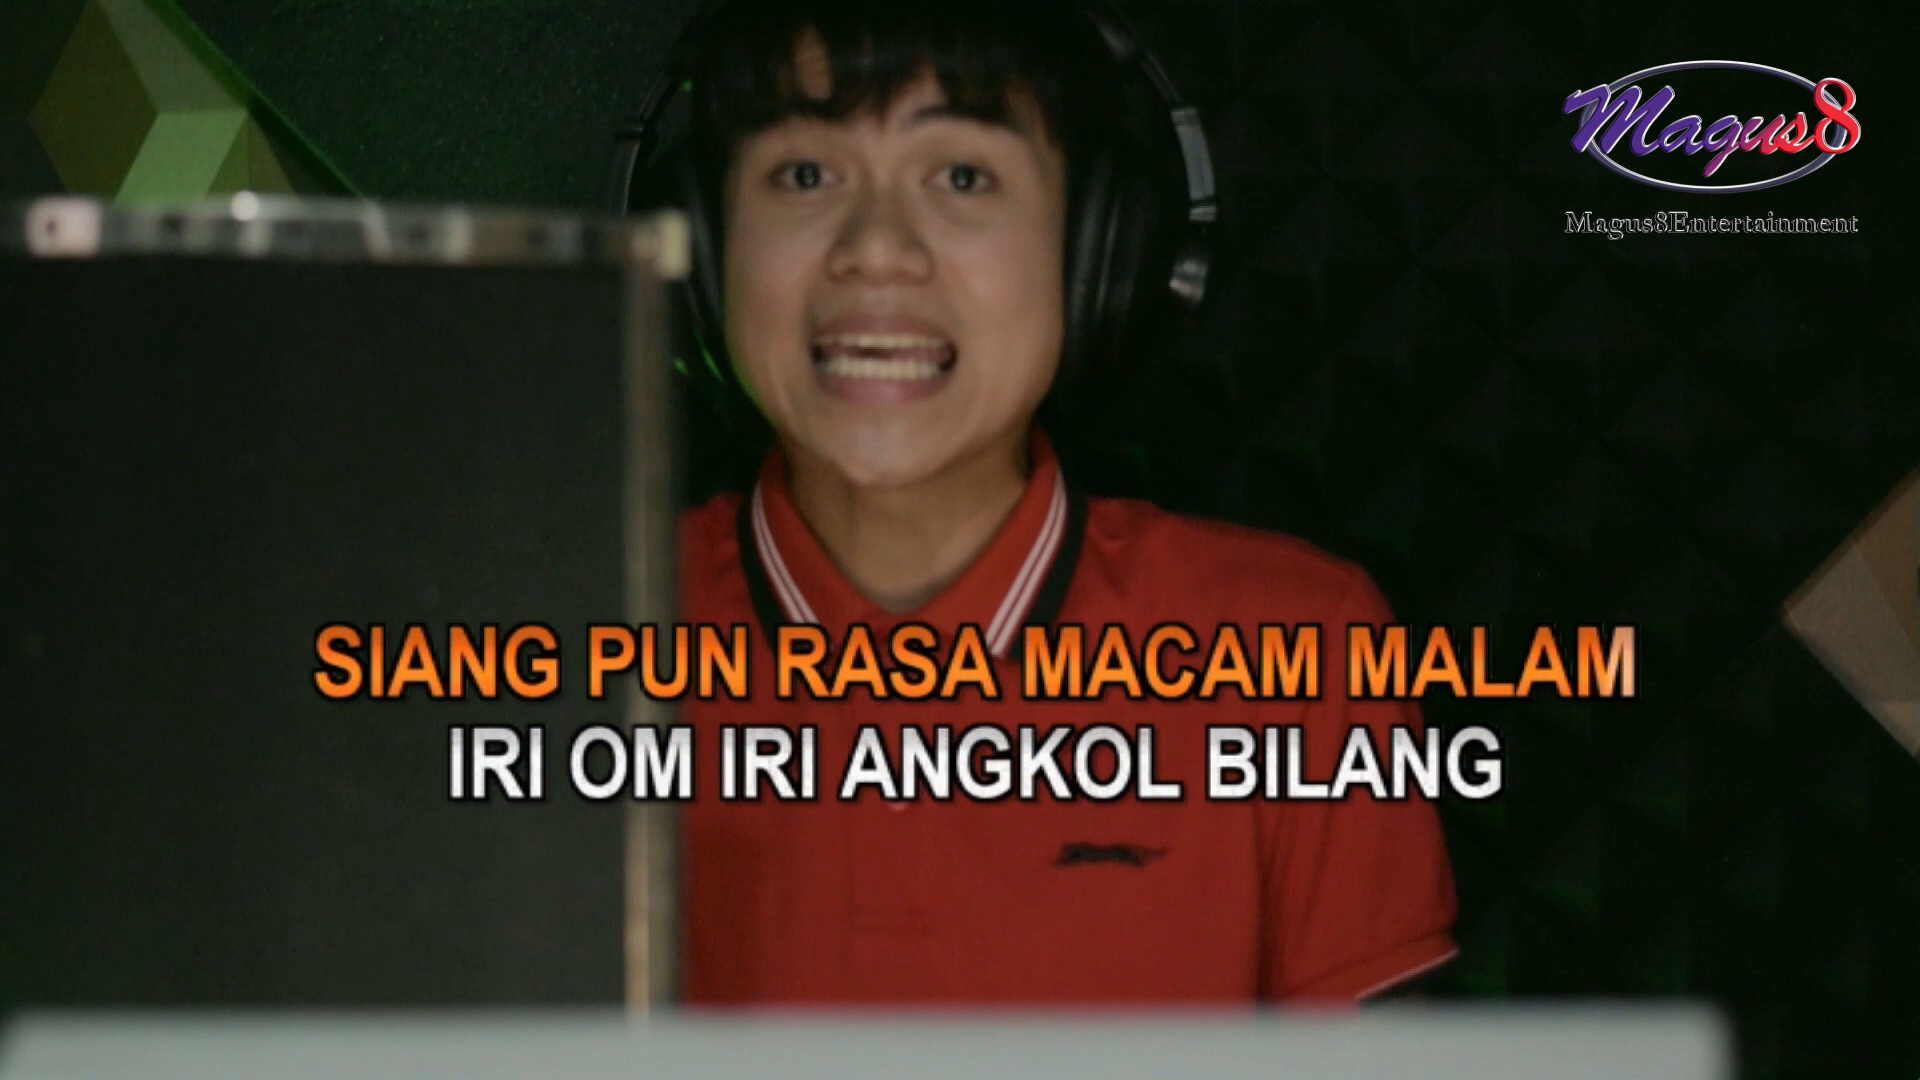 Magus8
Magus8Entertainment
SIANG PUN RASA MACAM MALAM
IRI OM IRI ANGKOL BILANG